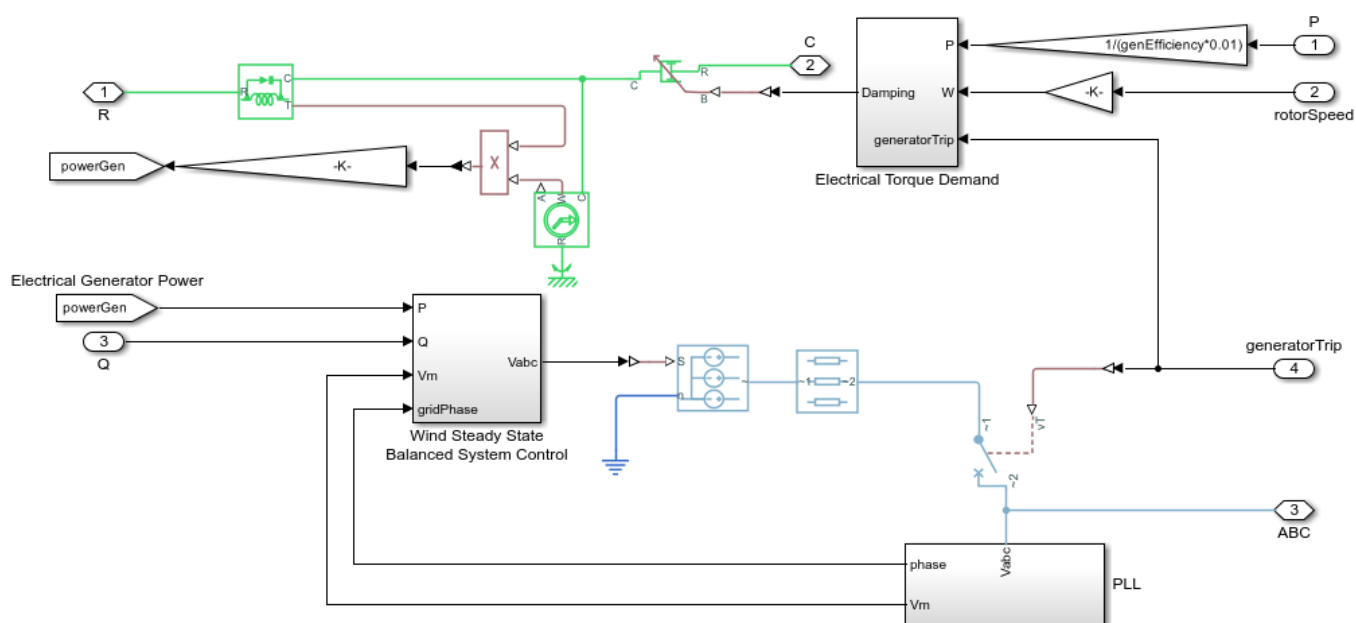 P
1
1/(genEfficiency*0.01)
P
C
2
R
C
B
Damping
W
-K-
2
rotorSpeed
generatorTrip
Electrical Torque Demand
1
R
R
C
T
powerGen
-K-
X
A
W
C
R
Electrical Generator Power
powerGen
P
3
Q
Q
Vm
gridPhase
Vabc
Wind Steady State
Balanced System Control
S
n
~
~1
~2
generatorTrip
4
vT
~1
~2
3
ABC
Vabc
phase
Vm
PLL